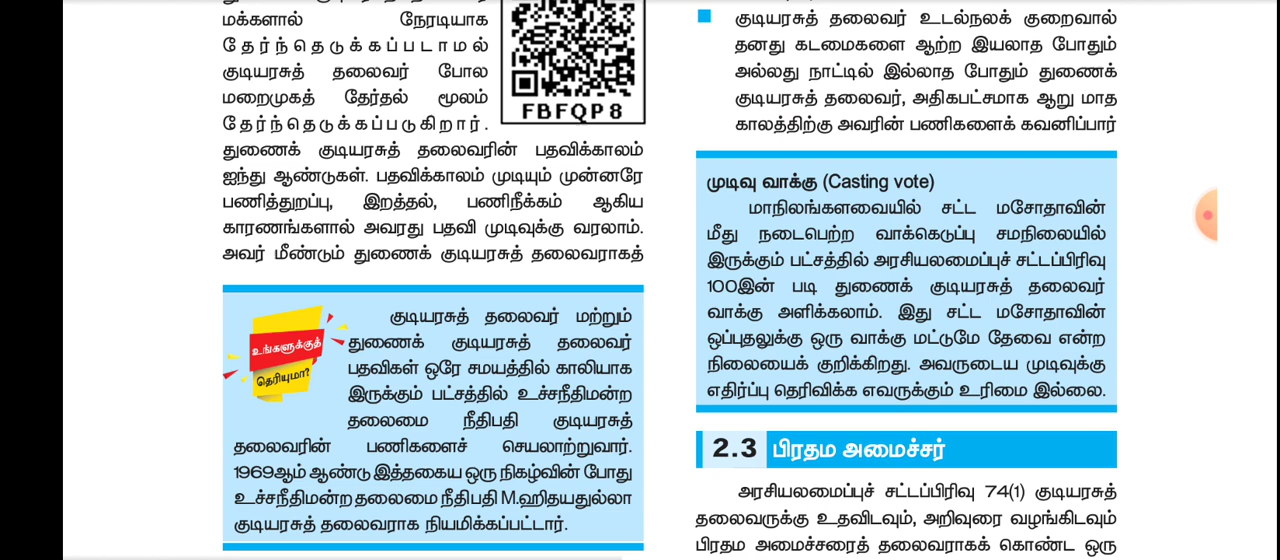 மக்களால் நேரடியாக
தேர்ந்தெடுக்கப்படாமல்
குடியரசுத் தலைவர் போல
மறைமுகத் தேர்தல் மூலம்
தேர்ந்தெடுக்கப்படுகிறார்.
FBFQP8
துணைக் குடியரசுத் தலைவரின் பதவிக்காலம்
ஐந்து ஆண்டுகள். பதவிக்காலம் முடியும் முன்னரே
பணித்துறப்பு, இறத்தல், பணிநீக்கம் ஆகிய
காரணங்களால் அவரது பதவி முடிவுக்கு வரலாம்.
அவர் மீண்டும் துணைக் குடியரசுத் தலைவராகத்
உங்களுக்குத்
தெரியுமா?
குடியரசுத் தலைவர் மற்றும்
துணைக் குடியரசுத் தலைவர்
பதவிகள் ஒரே சமயத்தில் காலியாக
இருக்கும் பட்சத்தில் உச்சநீதிமன்ற
தலைமை நீதிபதி குடியரசுத்
தலைவரின் பணிகளைச் செயலாற்றுவார்.
1969ஆம் ஆண்டு இத்தகைய ஒரு நிகழ்வின் போது
உச்சநீதிமன்ற தலைமை நீதிபதி M.ஹிதயதுல்லா
குடியரசுத் தலைவராக நியமிக்கப்பட்டார்.
குடியரசுத் தலைவர் உடல்நலக் குறைவால்
தனது கடமைகளை ஆற்ற இயலாத போதும்
அல்லது நாட்டில் இல்லாத போதும் துணைக்
குடியரசுத் தலைவர், அதிகபட்சமாக ஆறு மாத
காலத்திற்கு அவரின் பணிகளைக் கவனிப்பார்
முடிவு வாக்கு (Casting vote)
மாநிலங்களவையில் சட்ட மசோதாவின்
மீது நடைபெற்ற வாக்கெடுப்பு சமநிலையில்
இருக்கும் பட்சத்தில் அரசியலமைப்புச் சட்டப்பிரிவு
100இன் படி துணைக் குடியரசுத் தலைவர்
வாக்கு அளிக்கலாம். இது சட்ட மசோதாவின்
ஒப்புதலுக்கு ஒரு வாக்கு மட்டுமே தேவை என்ற
நிலையைக் குறிக்கிறது. அவருடைய முடிவுக்கு
எதிர்ப்பு தெரிவிக்க எவருக்கும் உரிமை இல்லை.
2.3 பிரதம அமைச்சர்
அரசியலமைப்புச் சட்டப்பிரிவு 74(1) குடியரசுத்
தலைவருக்கு உதவிடவும், அறிவுரை வழங்கிடவும்
பிரதம அமைச்சரைத் தலைவராகக் கொண்ட ஒரு